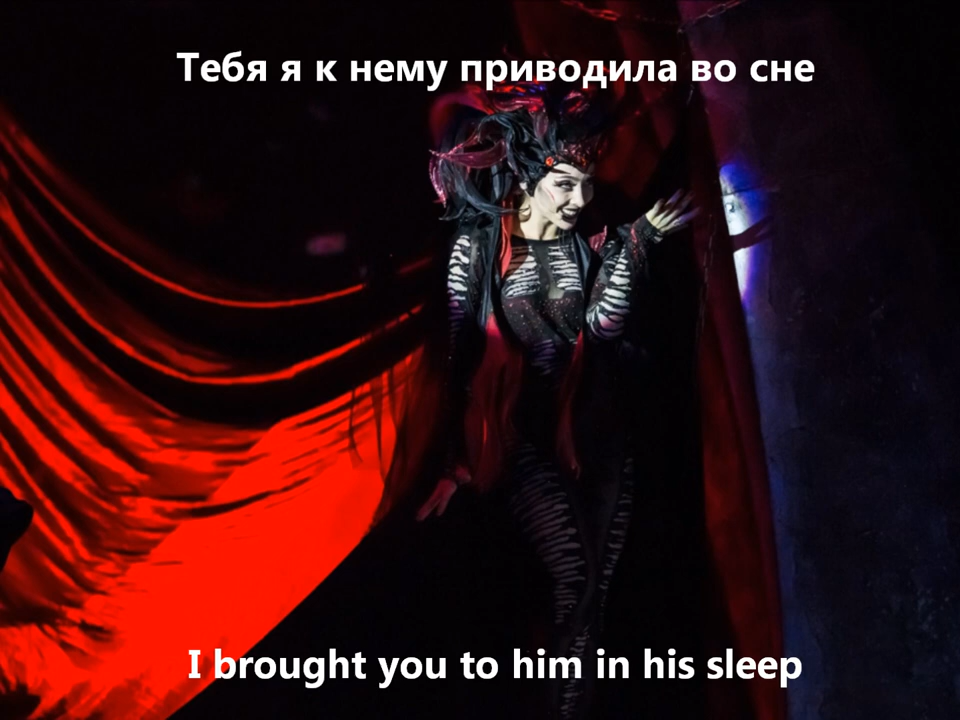 Тебя я к нему приводила во сне
I brought you to him in his sleep